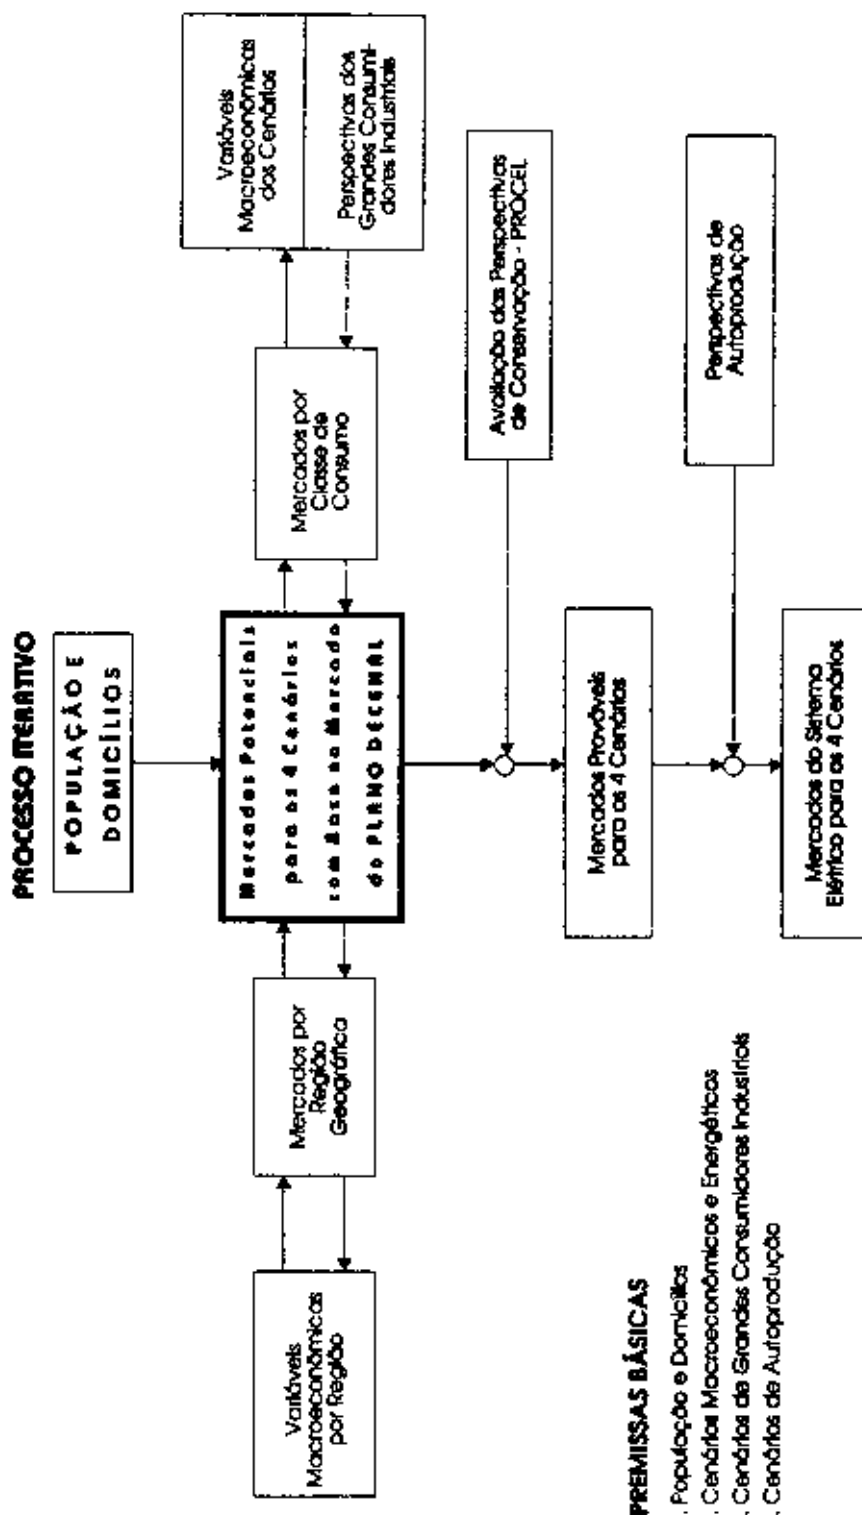 PROCESSO ITERATIVO
POPULAÇÃO E
DOMICÍLIOS
Variáveis
Macroeconômicas
por Região
Mercados por
Região
Geográfica
Mercados Potenciais
para os 4 Cenários
com Base no Mercado
do PLANO DECENAL
Mercados por
Classe de
Consumo
Variáveis
Macroeconômicas
dos Cenários
Perspectivas dos
Grandes Consumi-
dores Industriais
Avaliação das Perspectivas
de Conservação - PROCEL
Mercados Prováveis
para os 4 Cenários
Perspectivas de
Autoprodução
Mercados do Sistema
Elétrico para os 4 Cenários
PREMISSAS BÁSICAS
. População e Domicílios
. Cenários Macroeconômicos e Energéticos
. Cenários de Grandes Consumidores Industriais
. Cenários de Autoprodução